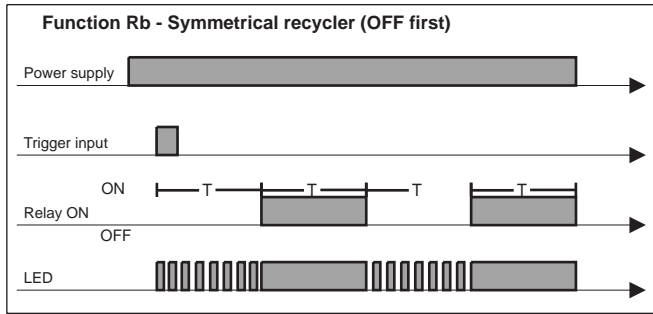 Function Rb - Symmetrical recycler (OFF first)
Power supply
Trigger input
ON
T T T T
Relay ON
OFF
LED